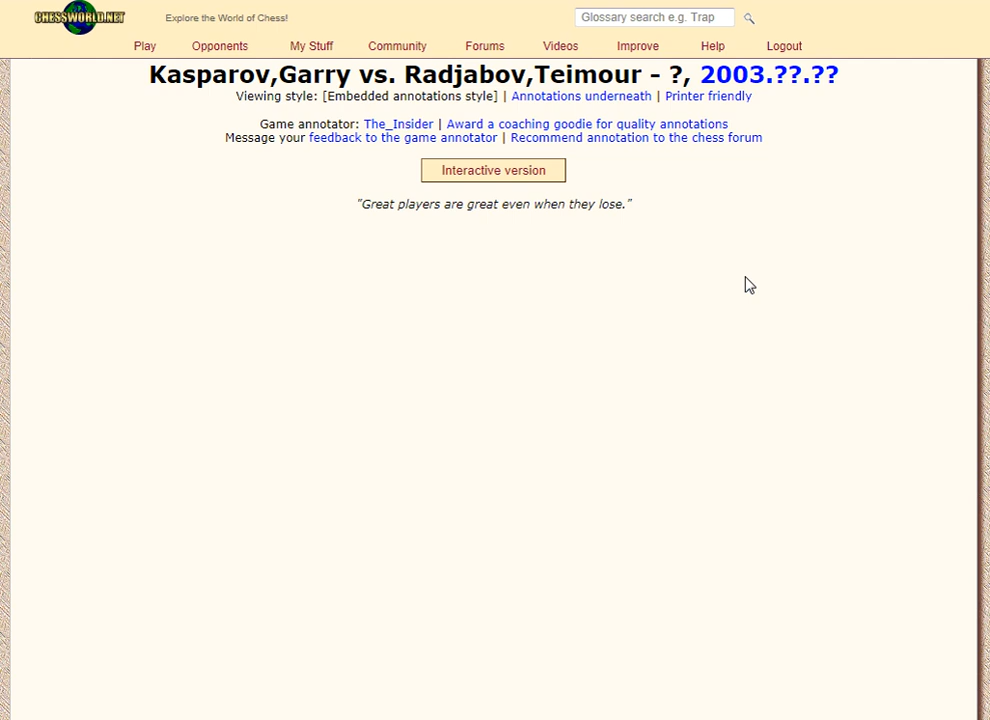 CHESSWORLD.NET
Explore the World of Chess!
Glossary search e.g. Trap
Play Opponents My Stuff Community Forums Videos Improve Help Logout
Kasparov,Garry vs. Radjabov,Teimour - ?, 2003.??.??
Viewing style: [Embedded annotations style] | Annotations underneath | Printer friendly
Game annotator: The_Insider | Award a coaching goodie for quality annotations
Message your feedback to the game annotator | Recommend annotation to the chess forum
Interactive version
"Great players are great even when they lose."